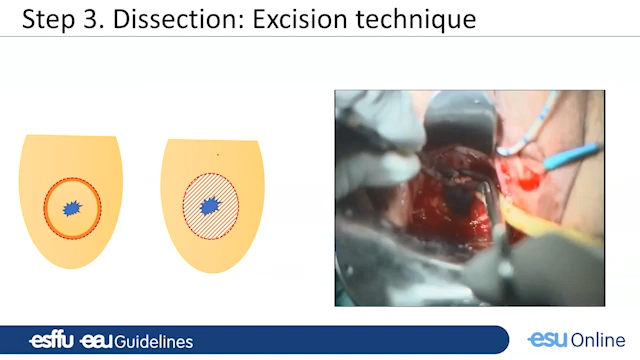 Step 3. Dissection: Excision technique
esffu eau Guidelines
esu Online